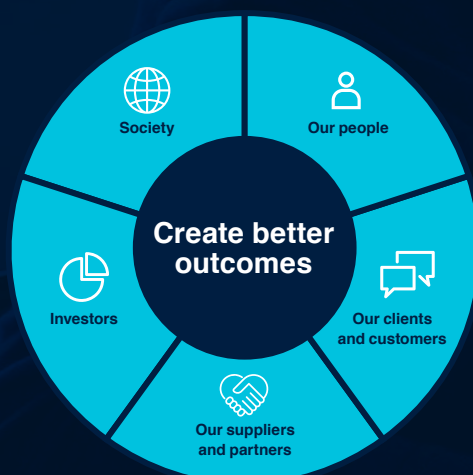 Society
Our people
Create better
outcomes
Investors
Our clients
and customers
Our suppliers
and partners